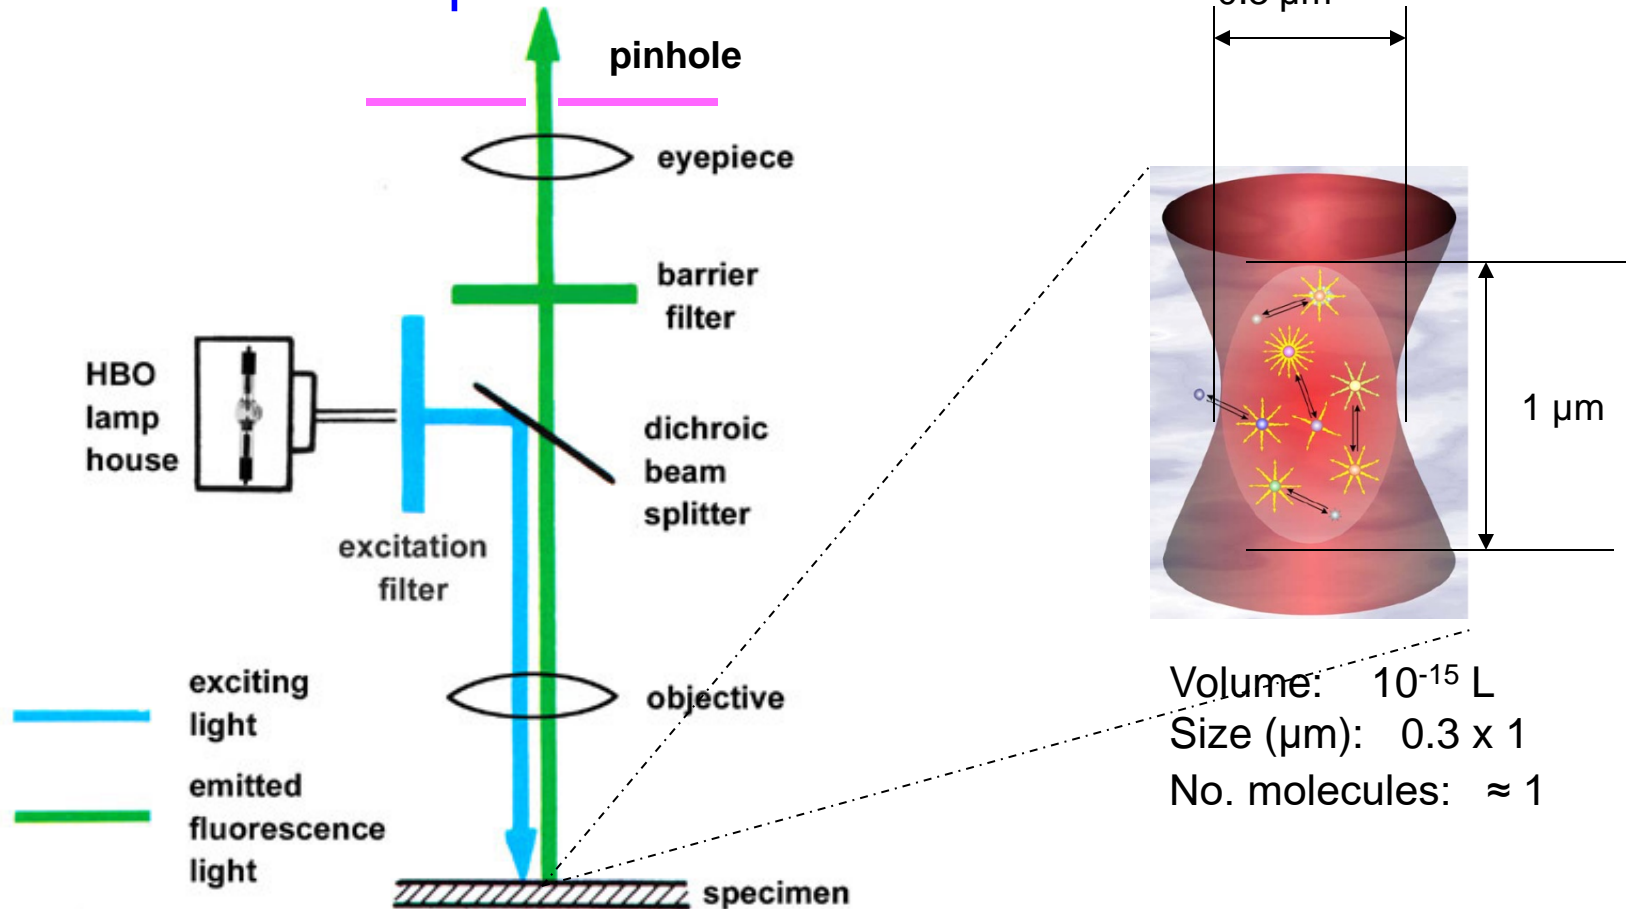 pinhole
eyepiece
barrier
filter
HBO
lamp
house
dichroic
beam
splitter
excitation
filter
exciting
light
objective
emitted
fluorescence
light
specimen
µm
1 µm
Volume: 10⁻¹⁵ L
Size (µm): 0.3 x 1
No. molecules: ≈ 1